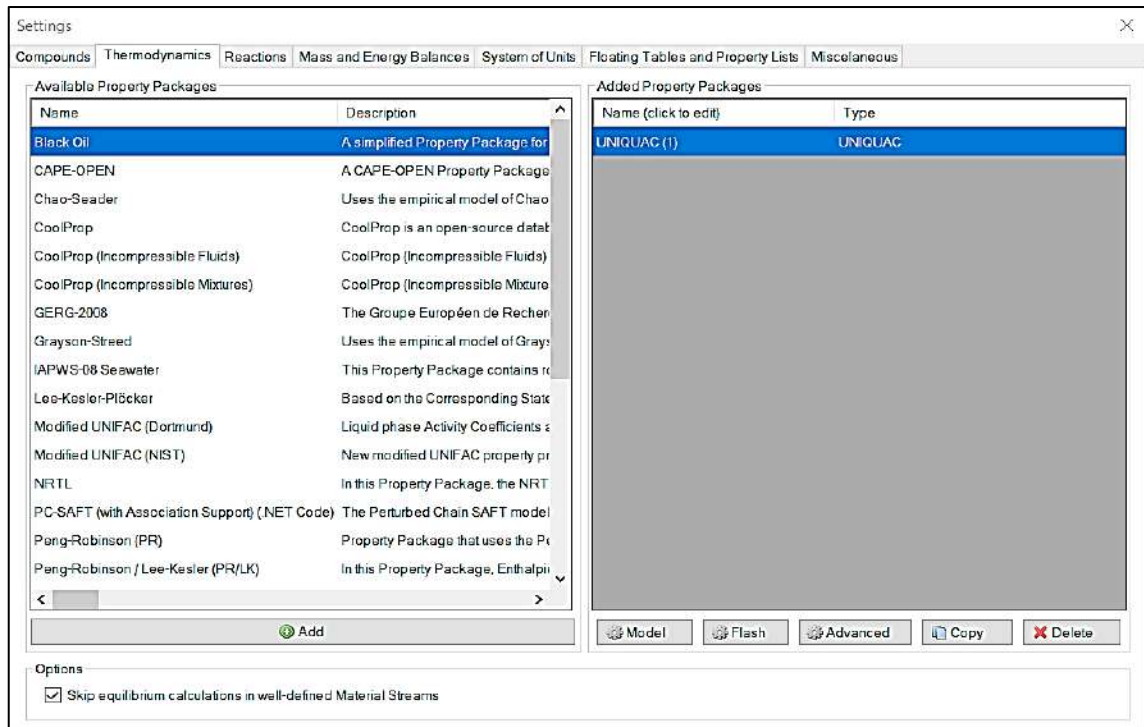 Settings
Compounds Thermodynamics Reactions Mass and Energy Balances System of Units Floating Tables and Property Lists Miscelaneous
Available Property Packages
Name Description
Black Oil A simplified Property Package for
CAPE-OPEN A CAPE-OPEN Property Package
Chao-Seader Uses the empirical model of Chao
CoolProp CoolProp is an open-source datab
CoolProp (Incompressible Fluids) CoolProp (Incompressible Fluids)
CoolProp (Incompressible Mixtures) CoolProp (Incompressible Mixture
GERG-2008 The Groupe Européen de Recher
Grayson-Streed Uses the empirical model of Grays
IAPWS-08 Seawater This Property Package contains ro
Lee-Kesler-Plöcker Based on the Corresponding State
Modified UNIFAC (Dortmund) Liquid phase Activity Coefficients a
Modified UNIFAC (NIST) New modified UNIFAC property pr
NRTL In this Property Package, the NRT
PC-SAFT (with Association Support) (.NET Code) The Perturbed Chain SAFT model
Peng-Robinson (PR) Property Package that uses the Pe
Peng-Robinson / Lee-Kesler (PR/LK) In this Property Package, Enthalpi
Add
Added Property Packages
Name (click to edit) Type
UNIQUAC (1) UNIQUAC
Model Flash Advanced Copy Delete
Options
Skip equilibrium calculations in well-defined Material Streams